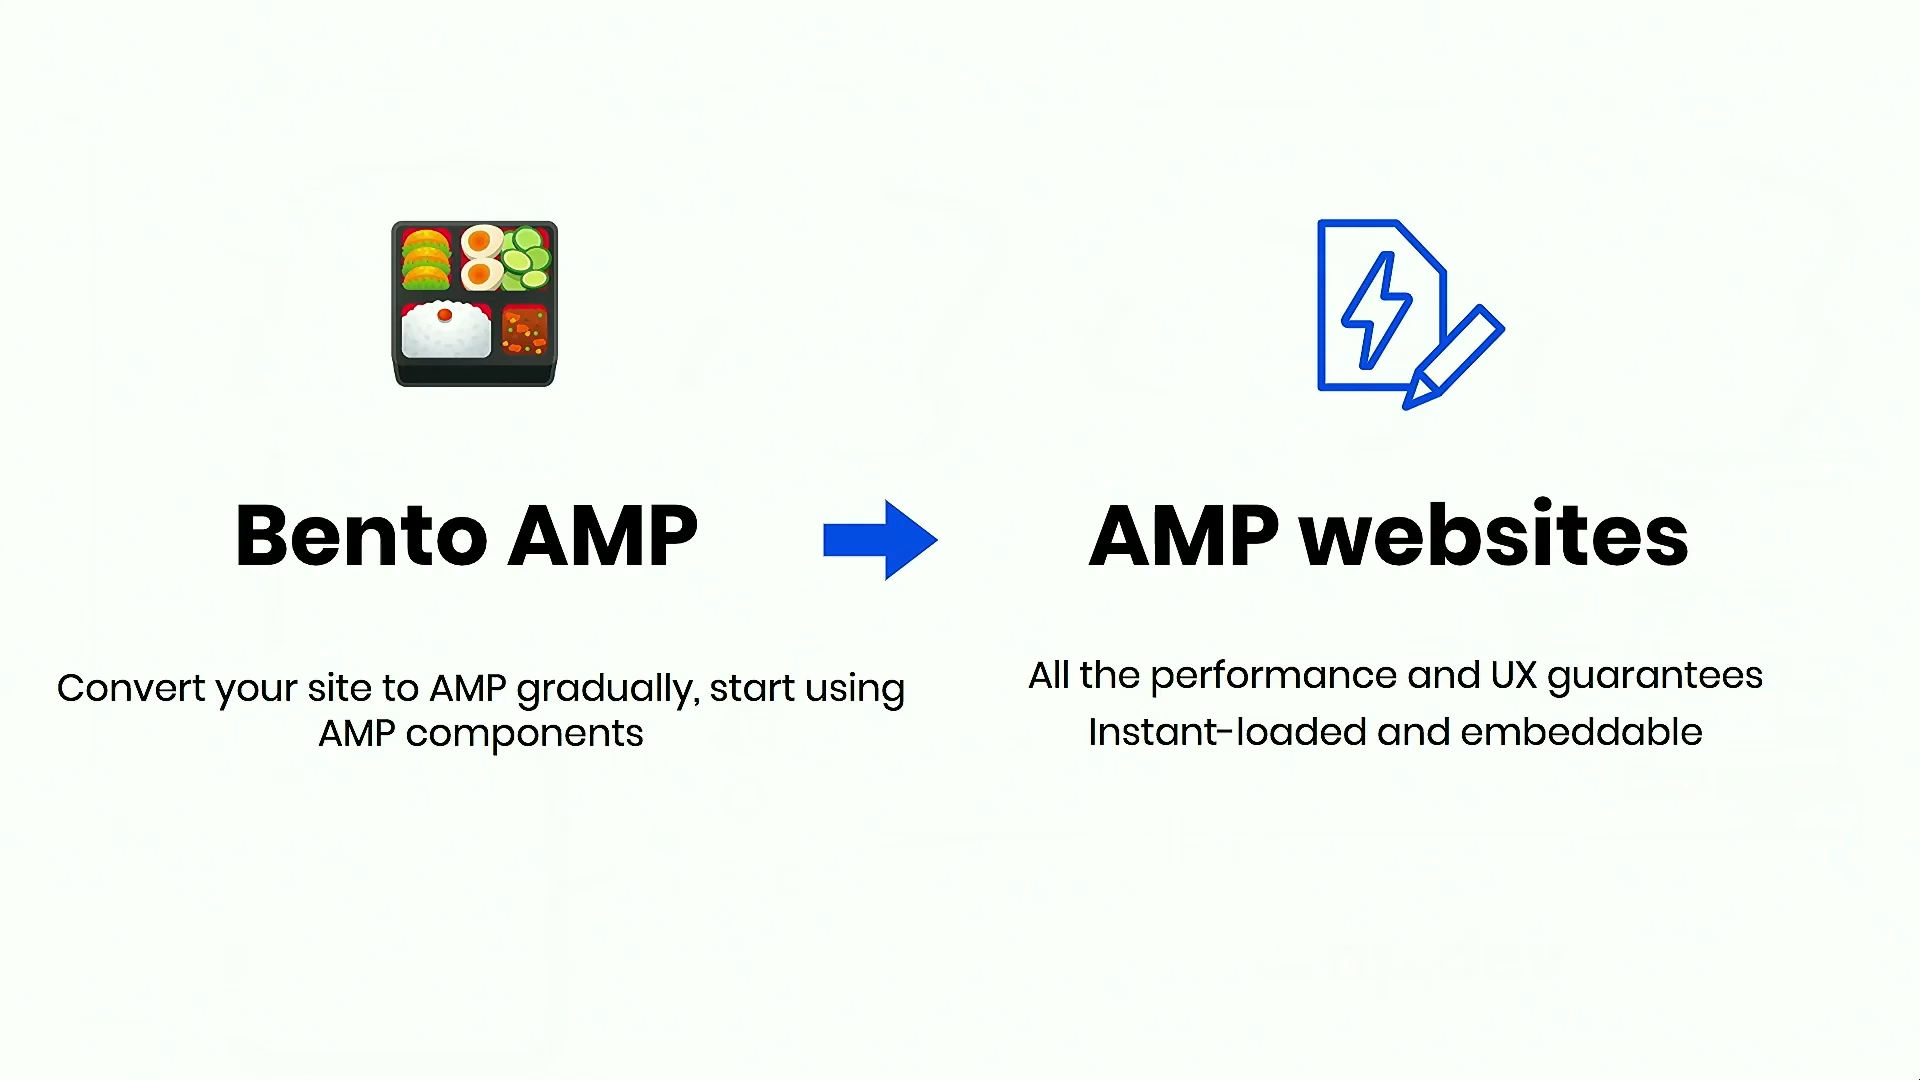 Bento AMP
AMP websites
Convert your site to AMP gradually, start using
AMP components
All the performance and UX guarantees
Instant-loaded and embeddable